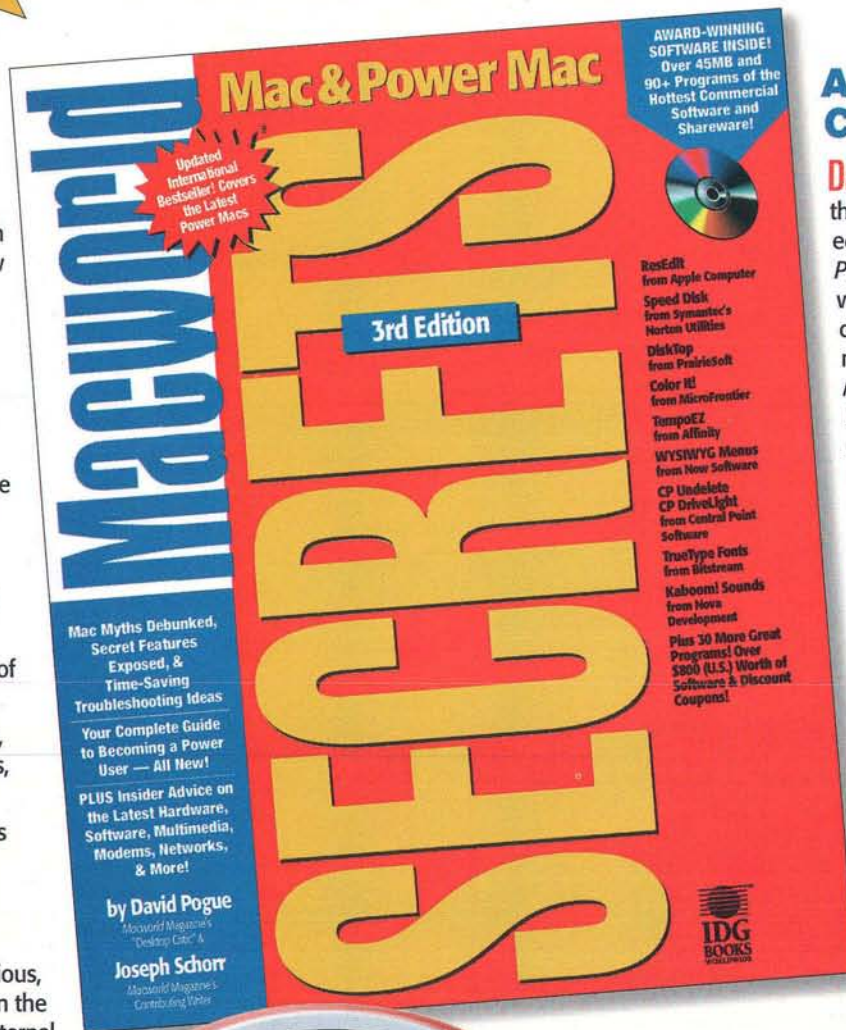 Macworld
Mac & Power Mac
SECRETS
®
3rd Edition
Updated
International
Bestseller! Covers
the Latest
Power Macs
AWARD-WINNING
SOFTWARE INSIDE!
Over 45MB and
90+ Programs of the
Hottest Commercial
Software and
Shareware!
ResEdit
from Apple Computer
Speed Disk
from Symantec's
Norton Utilities
DiskTop
from PrairieSoft
Color It!
from MicroFrontier
TempoEZ
from Affinity
WYSIWYG Menus
from Now Software
CP Undelete
CP DriveLight
from Central Point
Software
TrueType Fonts
from Bitstream
Kaboom! Sounds
from Nova
Development
Plus 30 More Great
Programs! Over
$800 (U.S.) Worth of
Software & Discount
Coupons!
Mac Myths Debunked,
Secret Features
Exposed, &
Time-Saving
Troubleshooting Ideas
Your Complete Guide
to Becoming a Power
User — All New!
PLUS Insider Advice on
the Latest Hardware,
Software, Multimedia,
Modems, Networks,
& More!
by David Pogue
Macworld Magazine's
"Desktop Critic" &
Joseph Schorr
Macworld Magazine's
Contributing Writer
IDG
BOOKS
WORLDWIDE
of
ious,
n the